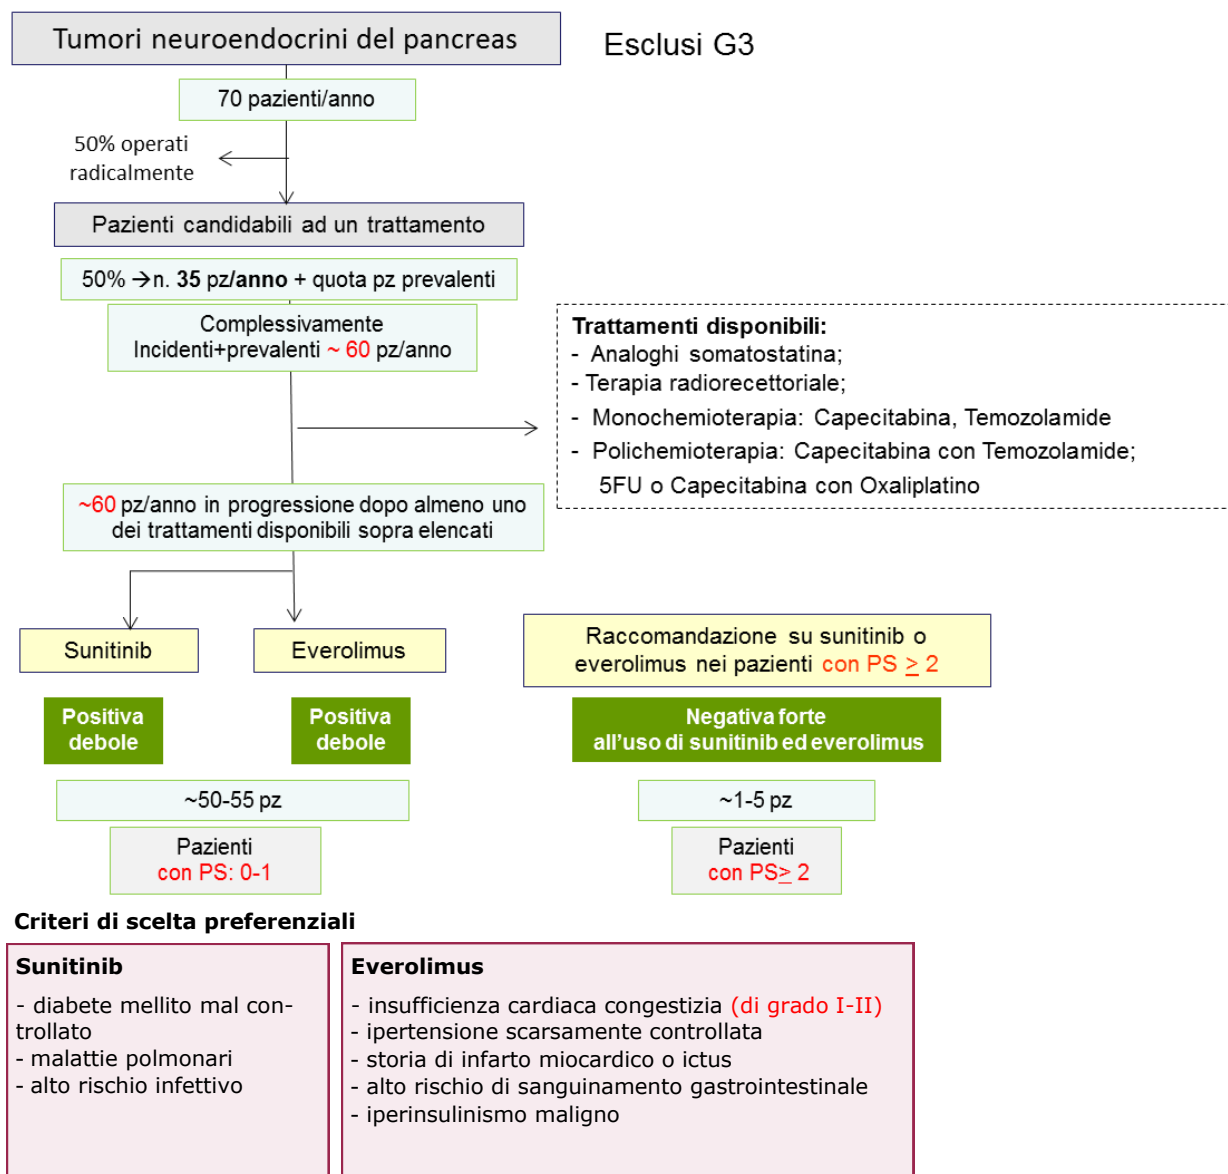 Tumori neuroendocrini del pancreas
Esclusi G3
70 pazienti/anno
50% operati
radicalmente
Pazienti candidabili ad un trattamento
50% →n. 35 pz/anno + quota pz prevalenti
Complessivamente
Incidenti+prevalenti ~ 60 pz/anno
Trattamenti disponibili:
- Analoghi somatostatina;
- Terapia radiorecettoriale;
- Monochemioterapia: Capecitabina, Temozolamide
- Polichemioterapia: Capecitabina con Temozolamide;
5FU o Capecitabina con Oxaliplatino
~60 pz/anno in progressione dopo almeno uno
dei trattamenti disponibili sopra elencati
Sunitinib
Everolimus
Raccomandazione su sunitinib o
everolimus nei pazienti con PS ≥ 2
Positiva
debole
Positiva
debole
Negativa forte
all'uso di sunitinib ed everolimus
~50-55 pz
~1-5 pz
Pazienti
con PS: 0-1
Pazienti
con PS≥ 2
Criteri di scelta preferenziali
Sunitinib
- diabete mellito mal con-
trollato
- malattie polmonari
- alto rischio infettivo
Everolimus
- insufficienza cardiaca congestizia (di grado I-II)
- ipertensione scarsamente controllata
- storia di infarto miocardico o ictus
- alto rischio di sanguinamento gastrointestinale
- iperinsulinismo maligno